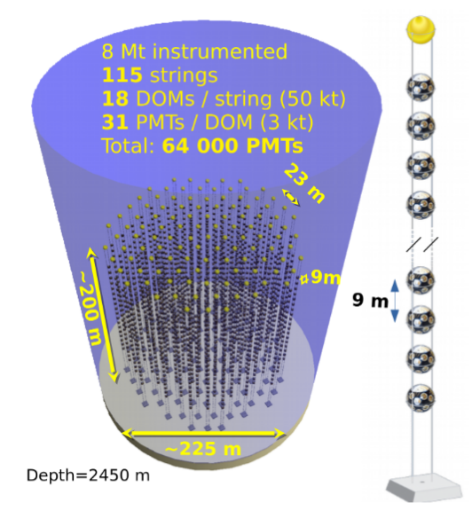 8 Mt instrumented
115 strings
18 DOMs / string (50 kt)
31 PMTs / DOM (3 kt)
Total: 64 000 PMTs
23 m
9m
~200 m
9 m
~225 m
Depth=2450 m